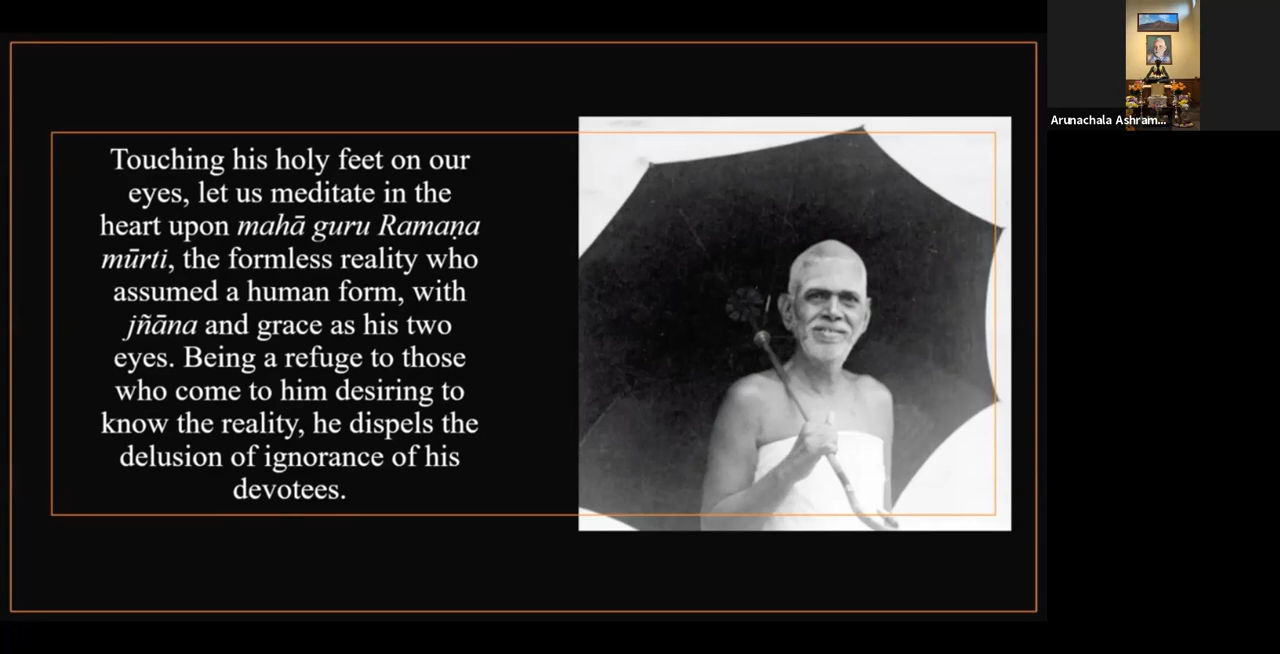 Touching his holy feet on our
eyes, let us meditate in the
heart upon mahā guru Ramaṇa
mūrti, the formless reality who
assumed a human form, with
jñāna and grace as his two
eyes. Being a refuge to those
who come to him desiring to
know the reality, he dispels the
delusion of ignorance of his
devotees.
Arunachala Ashram...